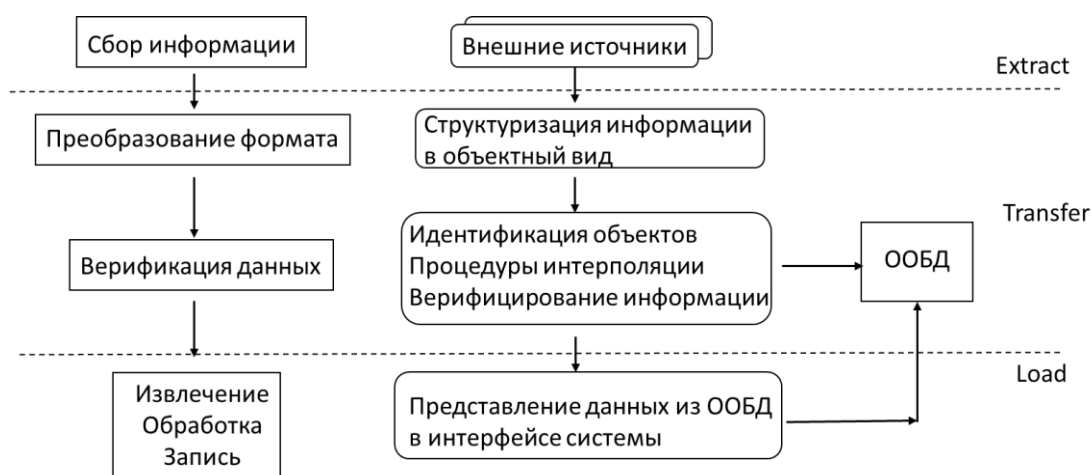 Сбор информации
Внешние источники
Extract
Преобразование формата
Структуризация информации
в объектный вид
Transfer
Идентификация объектов
Процедуры интерполяции
Верифицирование информации
Верификация данных
ООБД
Load
Извлечение
Обработка
Запись
Представление данных из ООБД
в интерфейсе системы